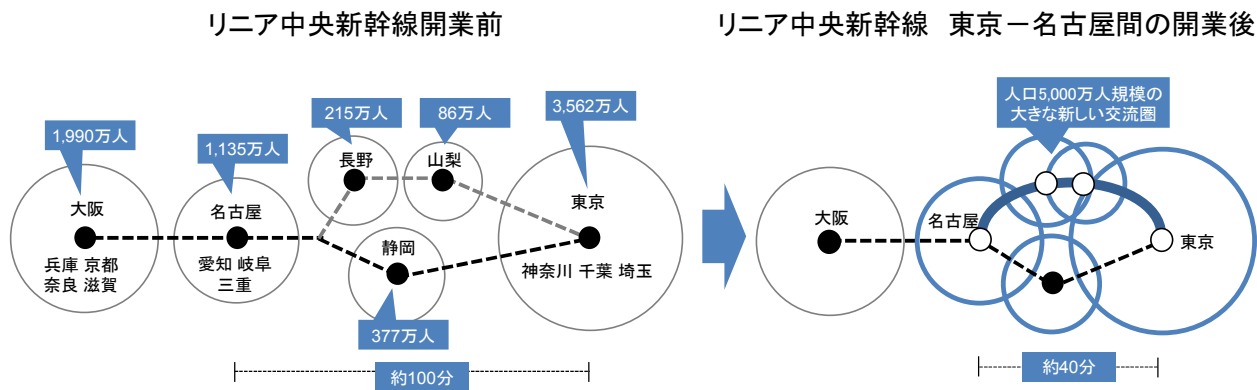 リニア中央新幹線開業前
1,990万人
1,135万人
215万人
86万人
3,562万人
長野
山梨
大阪
名古屋
東京
静岡
兵庫 京都
奈良 滋賀
愛知 岐阜
三重
神奈川 千葉 埼玉
377万人
約100分
リニア中央新幹線 東京－名古屋間の開業後
人口5,000万人規模の
大きな新しい交流圏
大阪
名古屋
東京
約40分